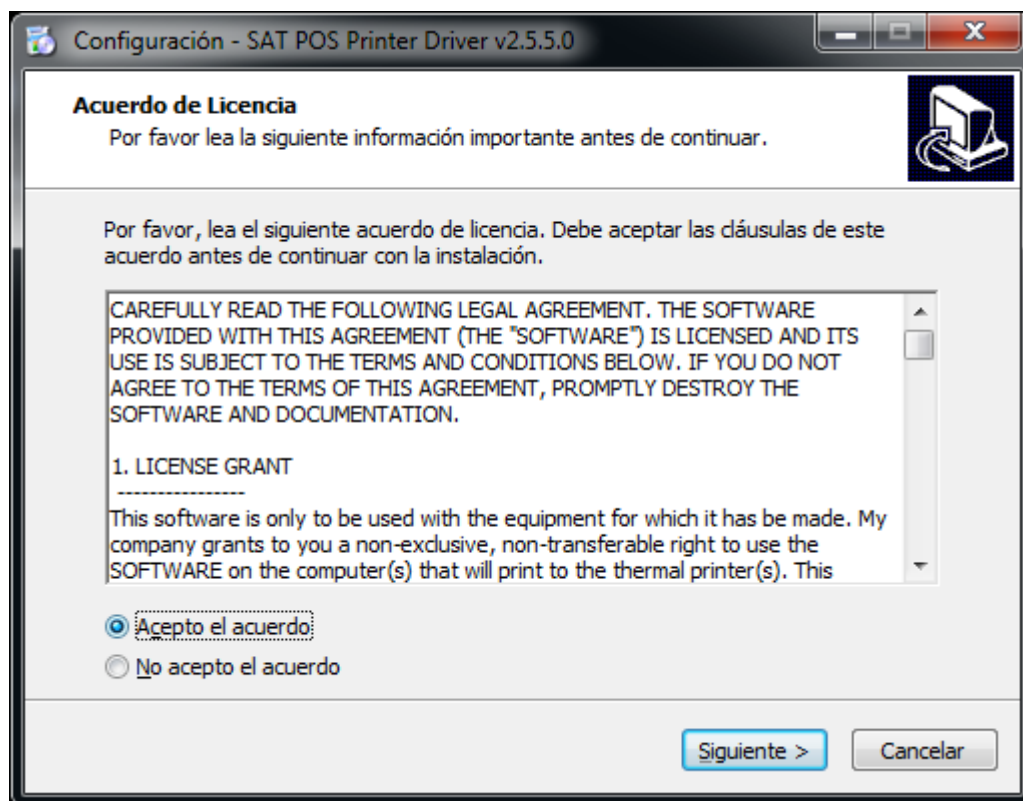 Configuración - SAT POS Printer Driver v2.5.5.0
Acuerdo de Licencia
Por favor lea la siguiente información importante antes de continuar.
Por favor, lea el siguiente acuerdo de licencia. Debe aceptar las cláusulas de este
acuerdo antes de continuar con la instalación.
CAREFULLY READ THE FOLLOWING LEGAL AGREEMENT. THE SOFTWARE
PROVIDED WITH THIS AGREEMENT (THE "SOFTWARE") IS LICENSED AND ITS
USE IS SUBJECT TO THE TERMS AND CONDITIONS BELOW. IF YOU DO NOT
AGREE TO THE TERMS OF THIS AGREEMENT, PROMPTLY DESTROY THE
SOFTWARE AND DOCUMENTATION.
1. LICENSE GRANT
----------------
This software is only to be used with the equipment for which it has be made. My
company grants to you a non-exclusive, non-transferable right to use the
SOFTWARE on the computer(s) that will print to the thermal printer(s). This
Acepto el acuerdo
No acepto el acuerdo
Siguiente >
Cancelar